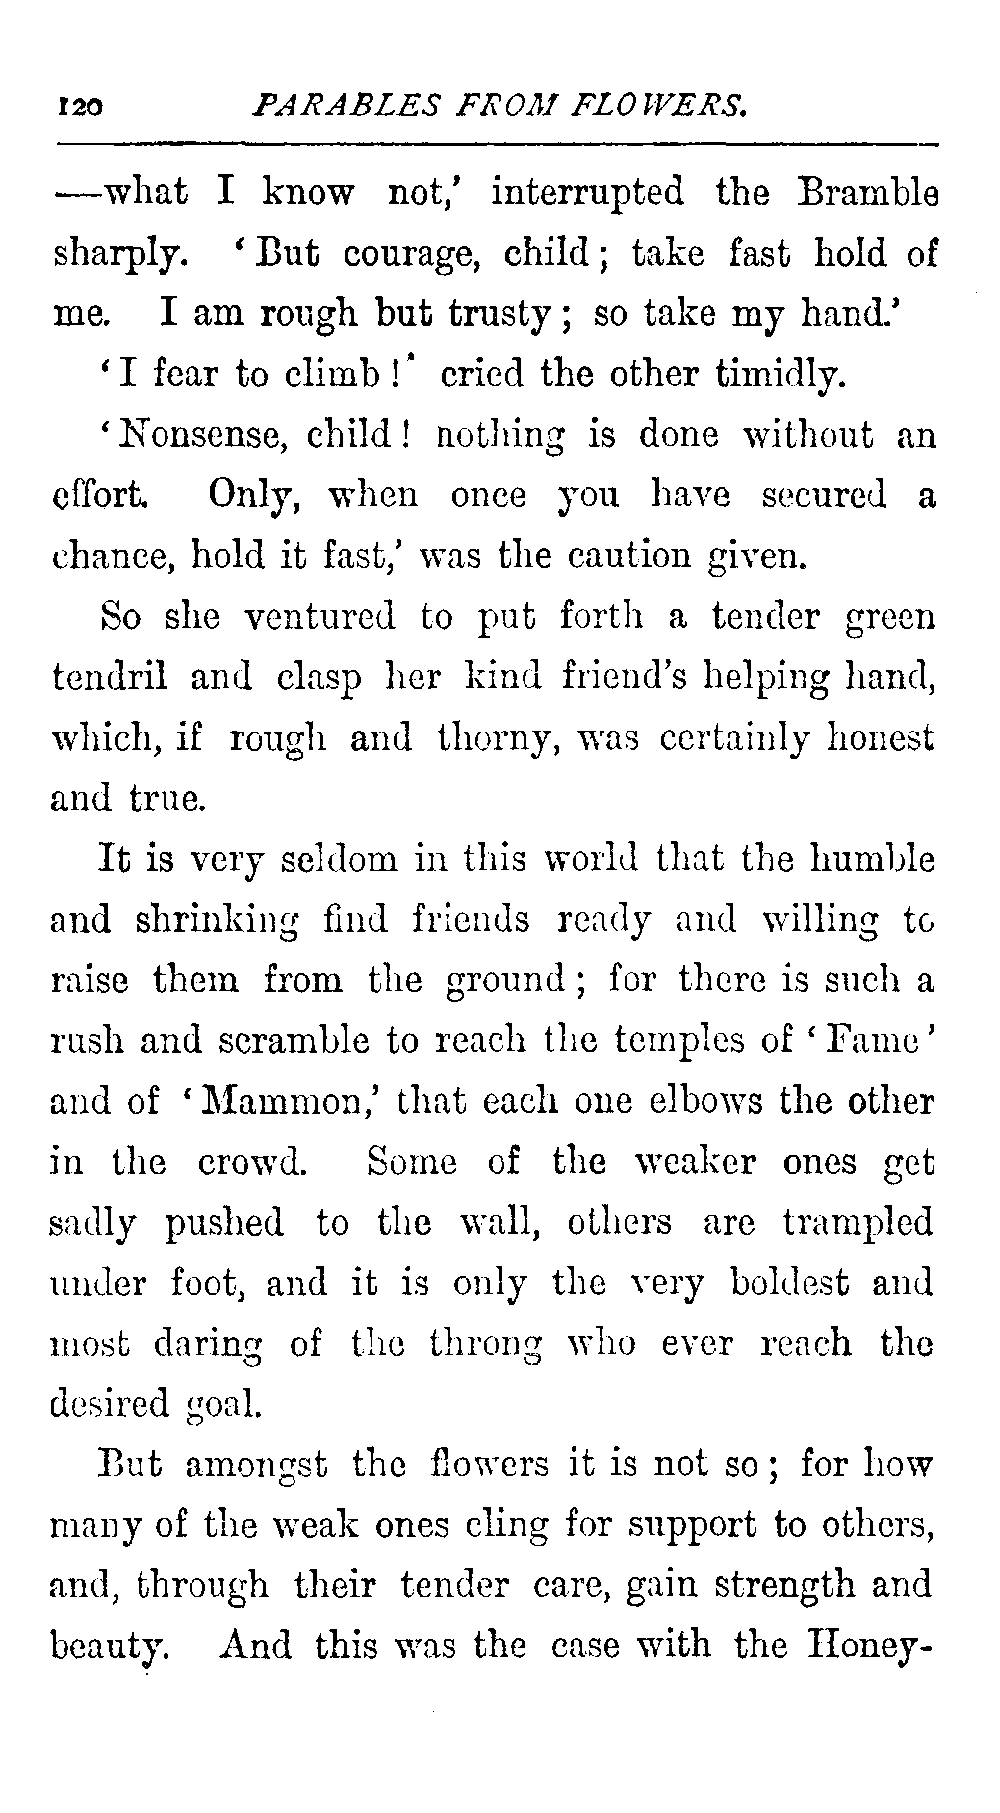 120 PARABLES FROM FLOWERS.
—what I know not,’ interrupted the Bramble
sharply. ‘But courage, child; take fast hold of
me. I am rough but trusty; so take my hand.’
‘I fear to climb!’ cried the other timidly.
‘Nonsense, child! nothing is done without an
effort. Only, when once you have secured a
chance, hold it fast,’ was the caution given.
So she ventured to put forth a tender green
tendril and clasp her kind friend’s helping hand,
which, if rough and thorny, was certainly honest
and true.
It is very seldom in this world that the humble
and shrinking find friends ready and willing to
raise them from the ground; for there is such a
rush and scramble to reach the temples of ‘Fame’
and of ‘Mammon,’ that each one elbows the other
in the crowd. Some of the weaker ones get
sadly pushed to the wall, others are trampled
under foot, and it is only the very boldest and
most daring of the throng who ever reach the
desired goal.
But amongst the flowers it is not so; for how
many of the weak ones cling for support to others,
and, through their tender care, gain strength and
beauty. And this was the case with the Honey-